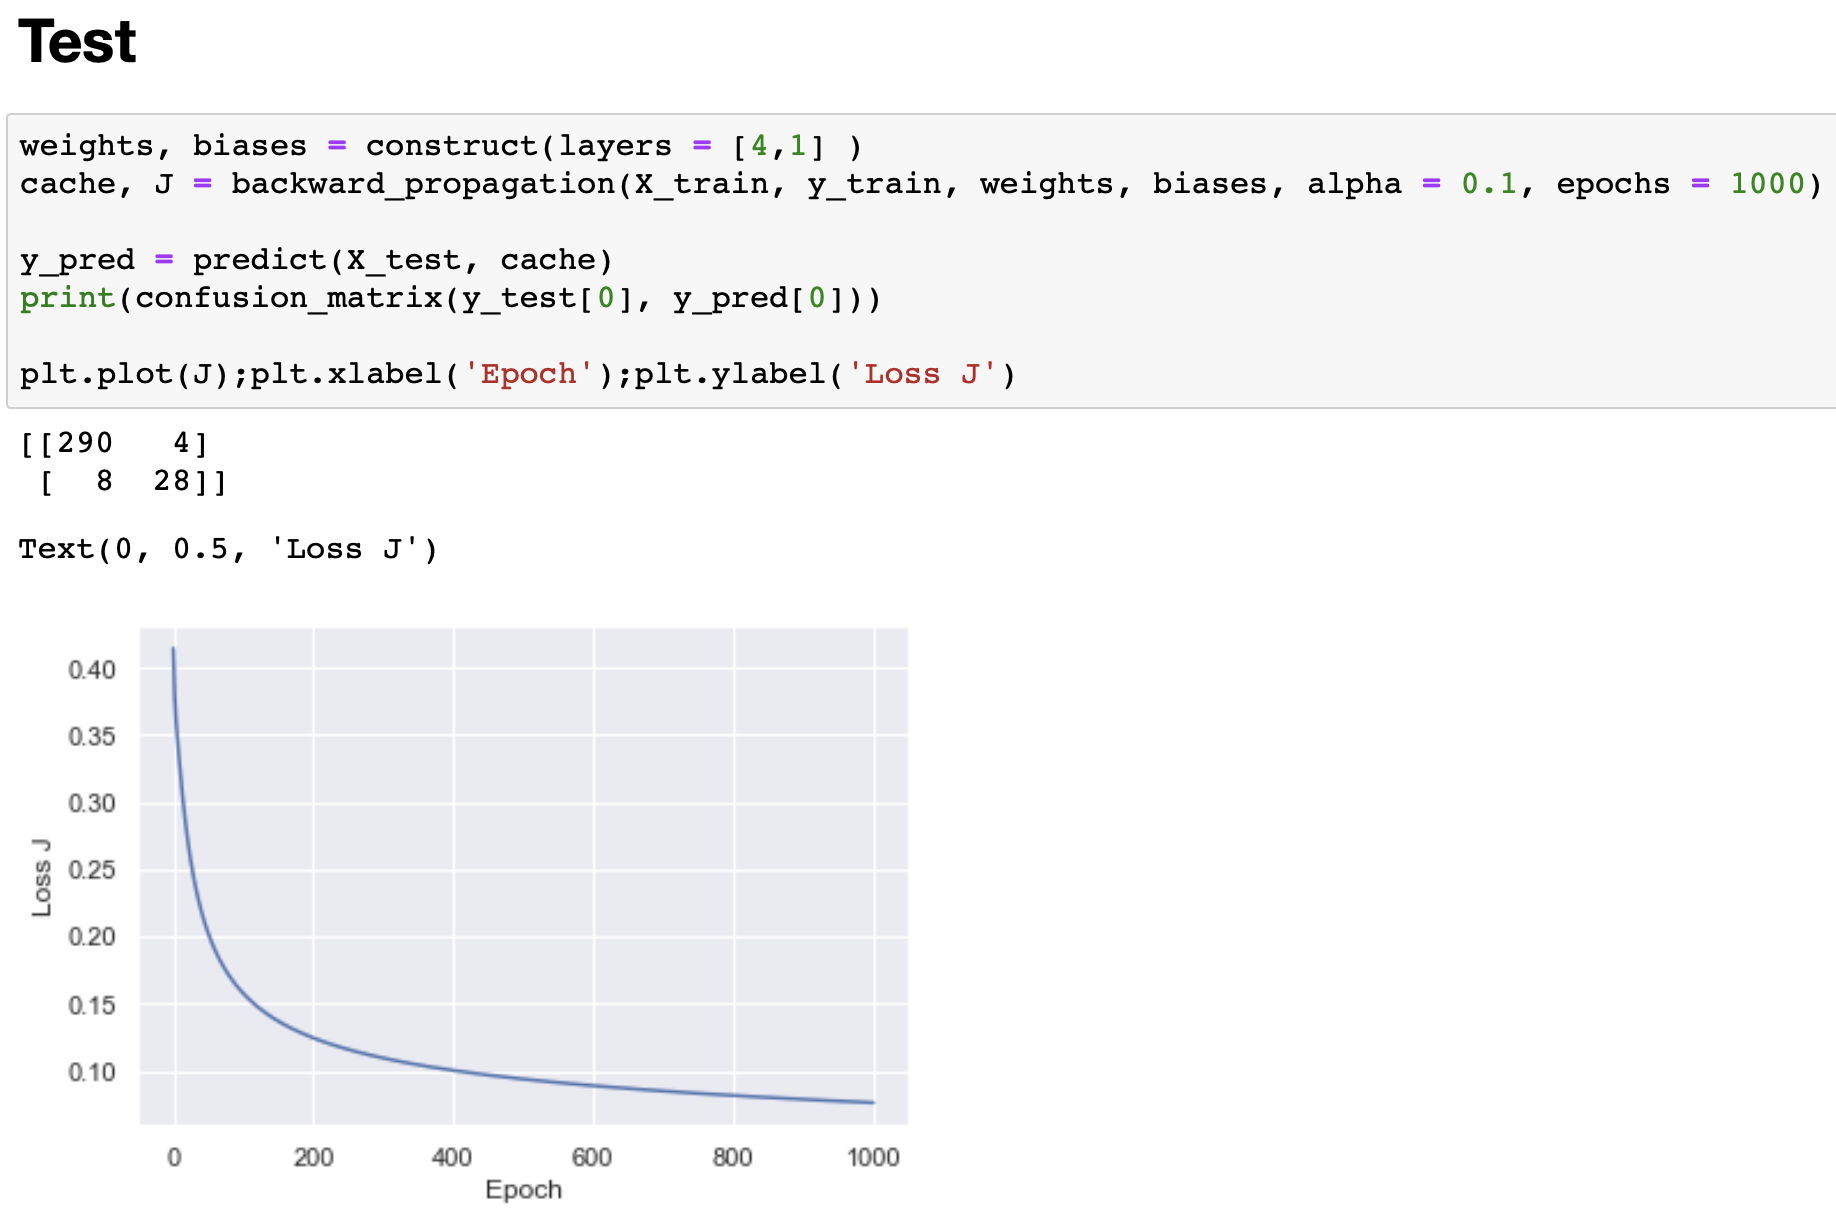 Test
weights, biases = construct(layers = [4,1] )
cache, J = backward_propagation(X_train, y_train, weights, biases, alpha = 0.1, epochs = 1000)
y_pred = predict(X_test, cache)
print(confusion_matrix(y_test[0], y_pred[0]))
plt.plot(J);plt.xlabel('Epoch');plt.ylabel('Loss J')
[[290   4]
 [  8  28]]
Text(0, 0.5, 'Loss J')
0.40
0.35
0.30
0.25
0.20
0.15
0.10
Loss J
0 200 400 600 800 1000
Epoch